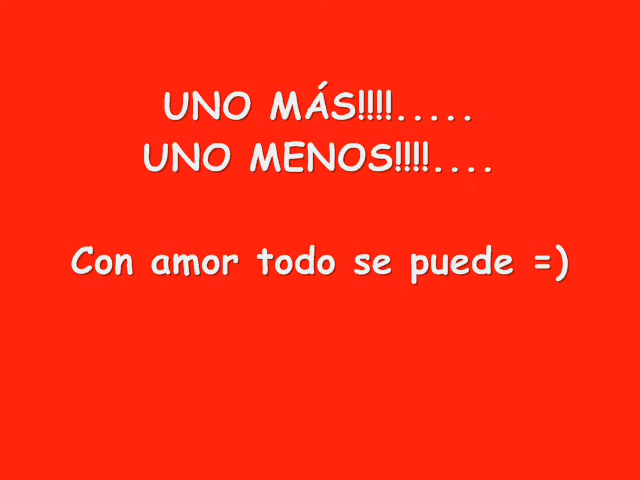 UNO MÁS!!!!.....
UNO MENOS!!!!....
Con amor todo se puede =)